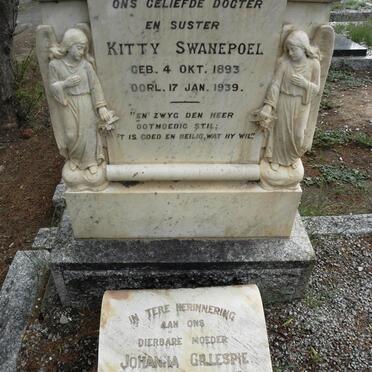 ONS GELIEFDE DOGTER
EN SUSTER
KITTY SWANEPOEL
GEB. 4 OKT. 1893
OORL. 17 JAN. 1939.
"EN ZWYG DEN HEER
OOTMOEDIG STIL;
'T IS GOED EN HEILIG, WAT HY WIL."
IN TERE HERINNERING
AAN ONS
DIERBARE MOEDER
JOHANNA GILLESPIE